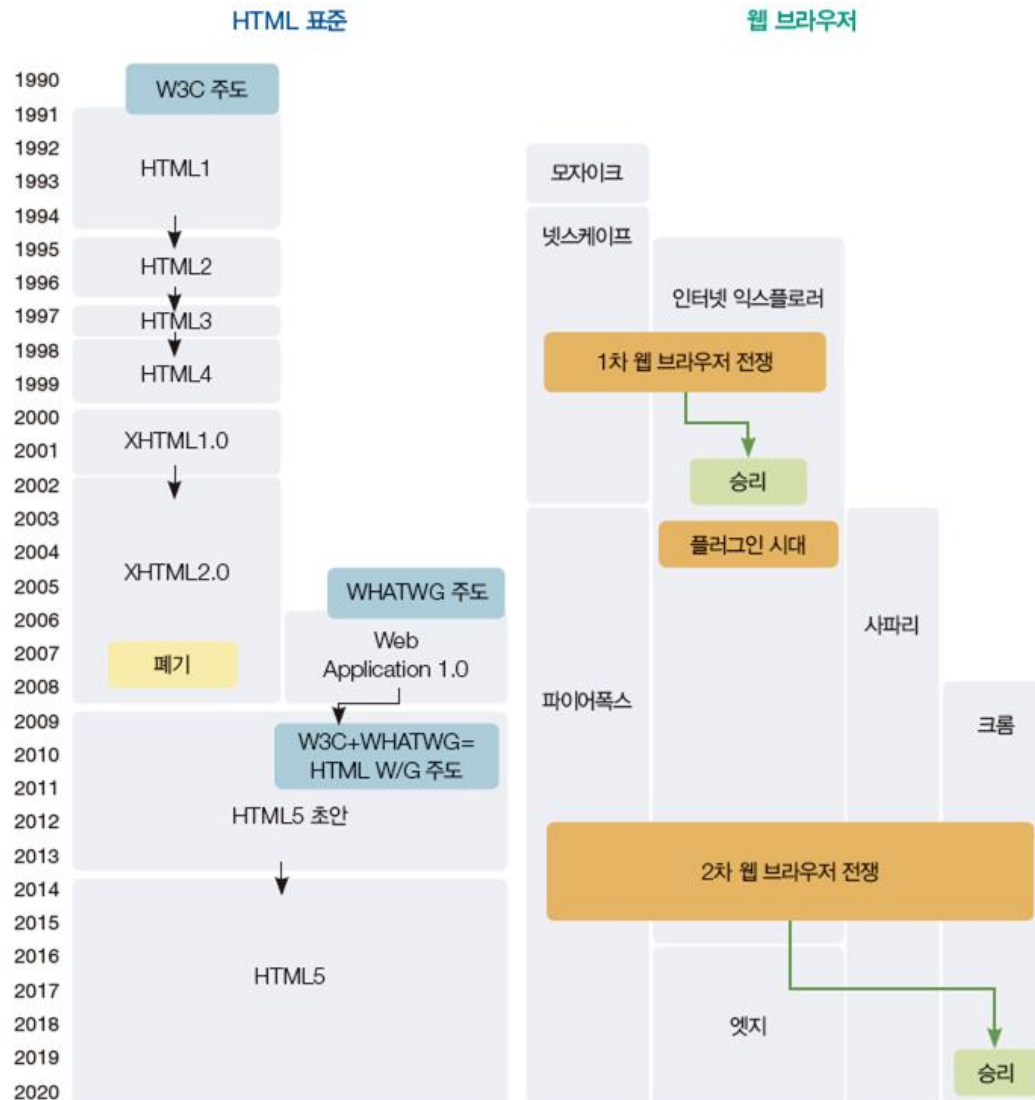 HTML 표준
웹 브라우저
1990
1991
1992
1993
1994
1995
1996
1997
1998
1999
2000
2001
2002
2003
2004
2005
2006
2007
2008
2009
2010
2011
2012
2013
2014
2015
2016
2017
2018
2019
2020
W3C 주도
HTML1
HTML2
HTML3
HTML4
XHTML1.0
XHTML2.0
폐기
WHATWG 주도
Web
Application 1.0
W3C+WHATWG=
HTML W/G 주도
HTML5 초안
HTML5
모자이크
넷스케이프
인터넷 익스플로러
1차 웹 브라우저 전쟁
승리
플러그인 시대
사파리
파이어폭스
크롬
2차 웹 브라우저 전쟁
엣지
승리